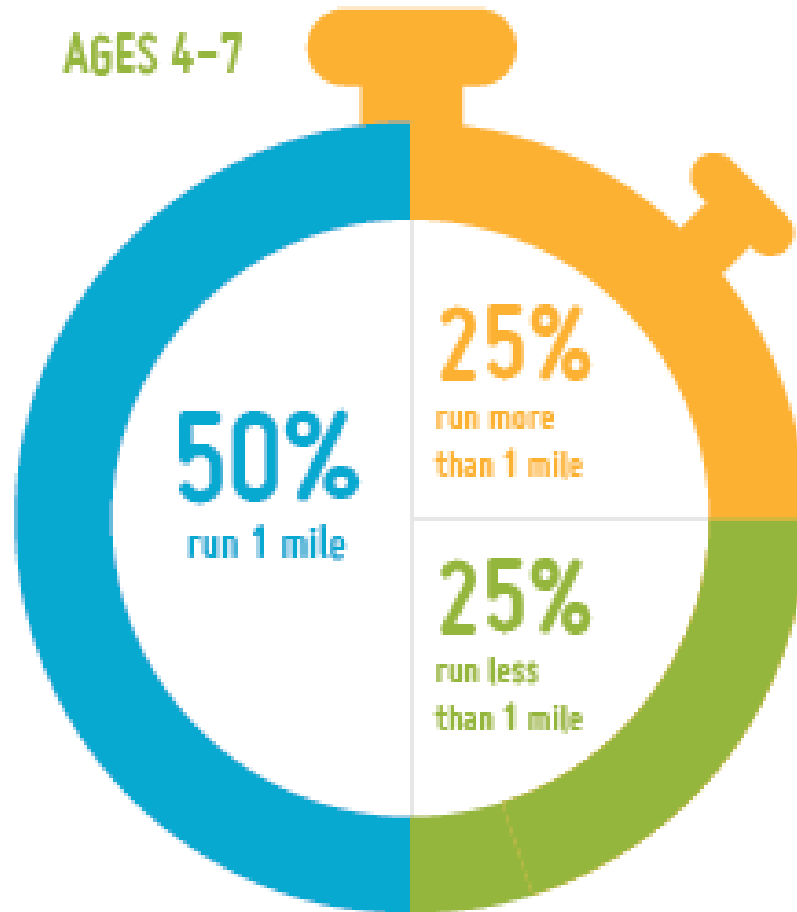 AGES 4-7
50%
run 1 mile
25%
run more
than 1 mile
25%
run less
than 1 mile